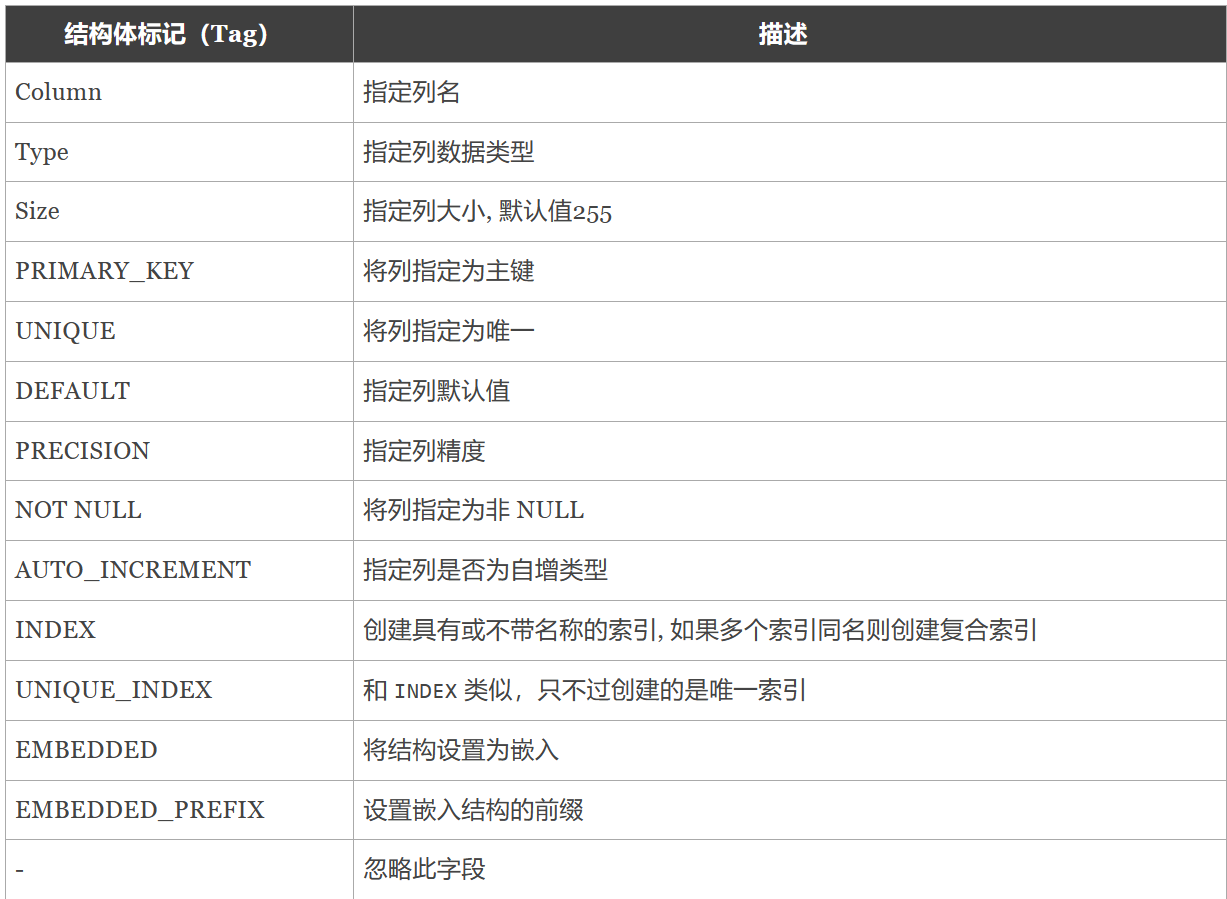 结构体标记（Tag） 描述
Column 指定列名
Type 指定列数据类型
Size 指定列大小, 默认值255
PRIMARY_KEY 将列指定为主键
UNIQUE 将列指定为唯一
DEFAULT 指定列默认值
PRECISION 指定列精度
NOT NULL 将列指定为非 NULL
AUTO_INCREMENT 指定列是否为自增类型
INDEX 创建具有或不带名称的索引, 如果多个索引同名则创建复合索引
UNIQUE_INDEX 和 INDEX 类似，只不过创建的是唯一索引
EMBEDDED 将结构设置为嵌入
EMBEDDED_PREFIX 设置嵌入结构的前缀
- 忽略此字段